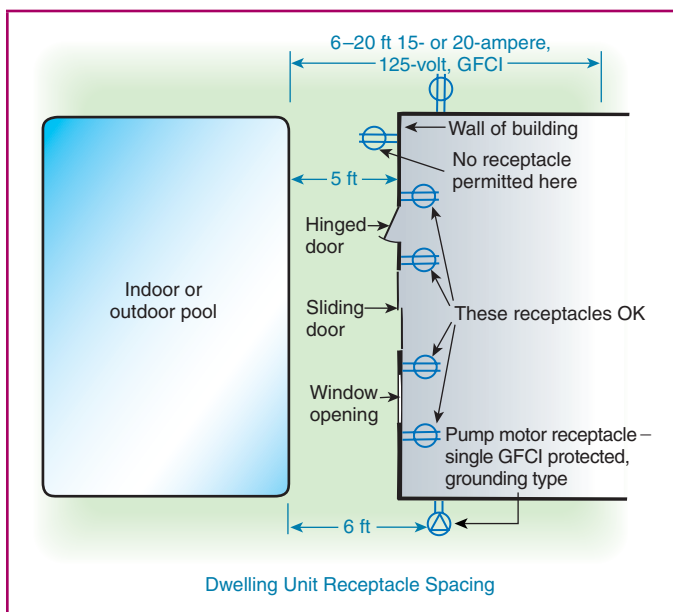 6–20 ft 15- or 20-ampere,
125-volt, GFCI
Wall of building
No receptacle
permitted here
5 ft
Hinged
door
Indoor or
outdoor pool
Sliding
door
These receptacles OK
Window
opening
Pump motor receptacle –
single GFCI protected,
grounding type
6 ft
Dwelling Unit Receptacle Spacing